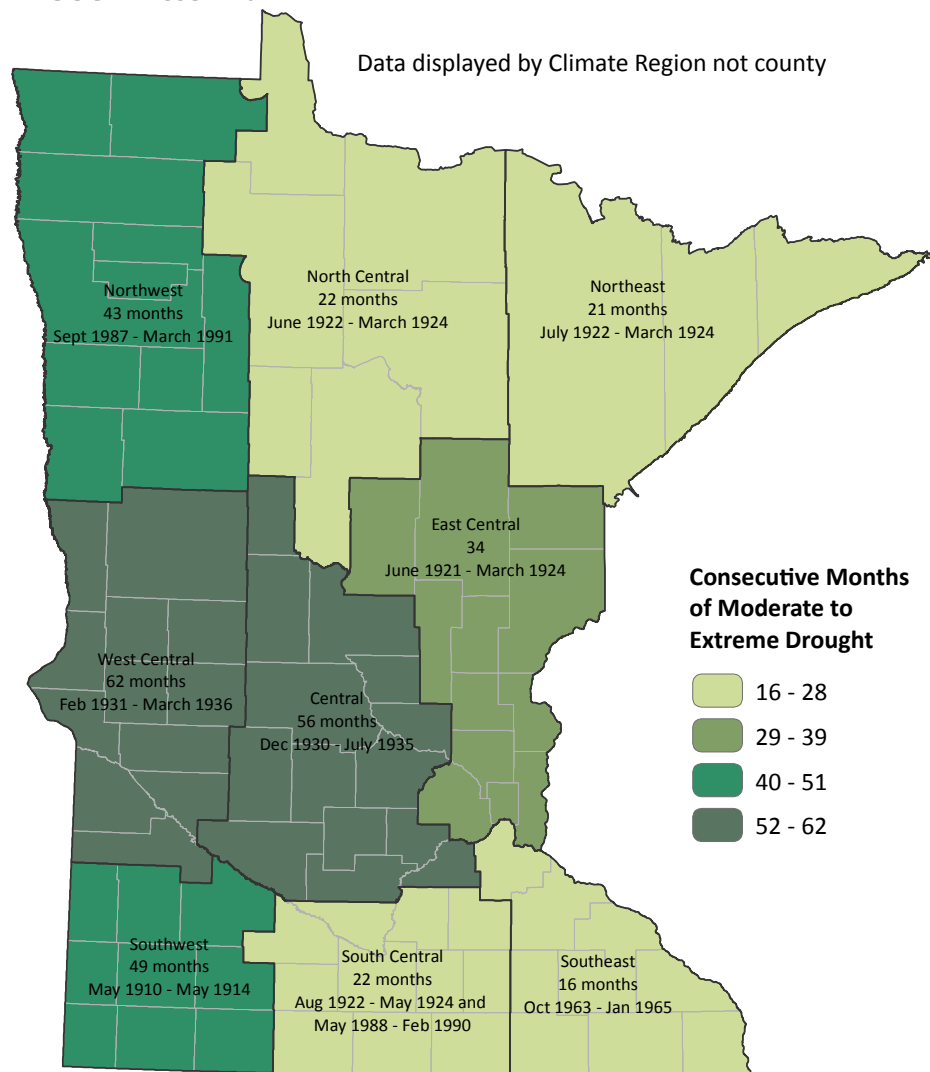 Data displayed by Climate Region not county
North Central
22 months
June 1922 - March 1924
Northeast
21 months
July 1922 - March 1924
Northwest
43 months
Sept 1987 - March 1991
East Central
34
June 1921 - March 1924
West Central
62 months
Feb 1931 - March 1936
Central
56 months
Dec 1930 - July 1935
Southwest
49 months
May 1910 - May 1914
South Central
22 months
Aug 1922 - May 1924 and
May 1988 - Feb 1990
Southeast
16 months
Oct 1963 - Jan 1965
Consecutive Months
of Moderate to
Extreme Drought
16 - 28
29 - 39
40 - 51
52 - 62